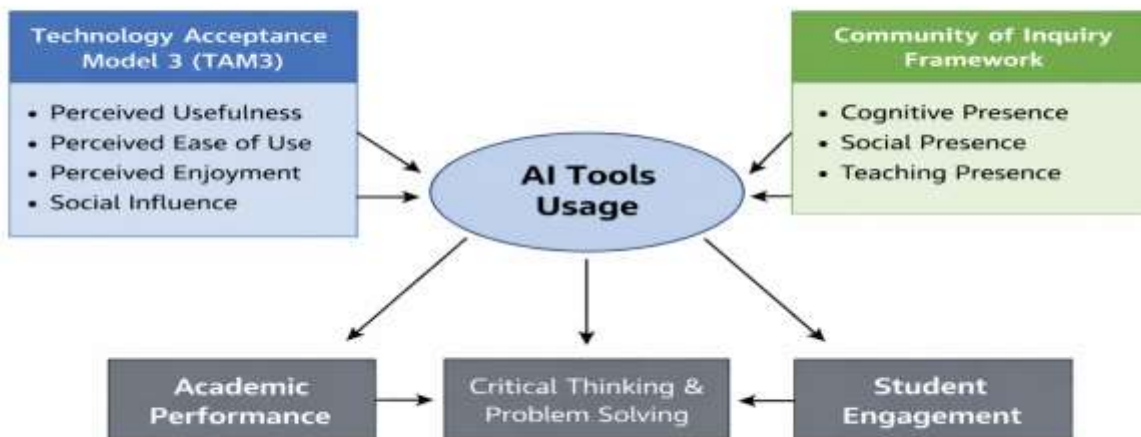 Technology Acceptance
Model 3 (TAM3)
• Perceived Usefulness
• Perceived Ease of Use
• Perceived Enjoyment
• Social Influence
Community of Inquiry
Framework
• Cognitive Presence
• Social Presence
• Teaching Presence
AI Tools
Usage
Academic
Performance
Critical Thinking &
Problem Solving
Student
Engagement